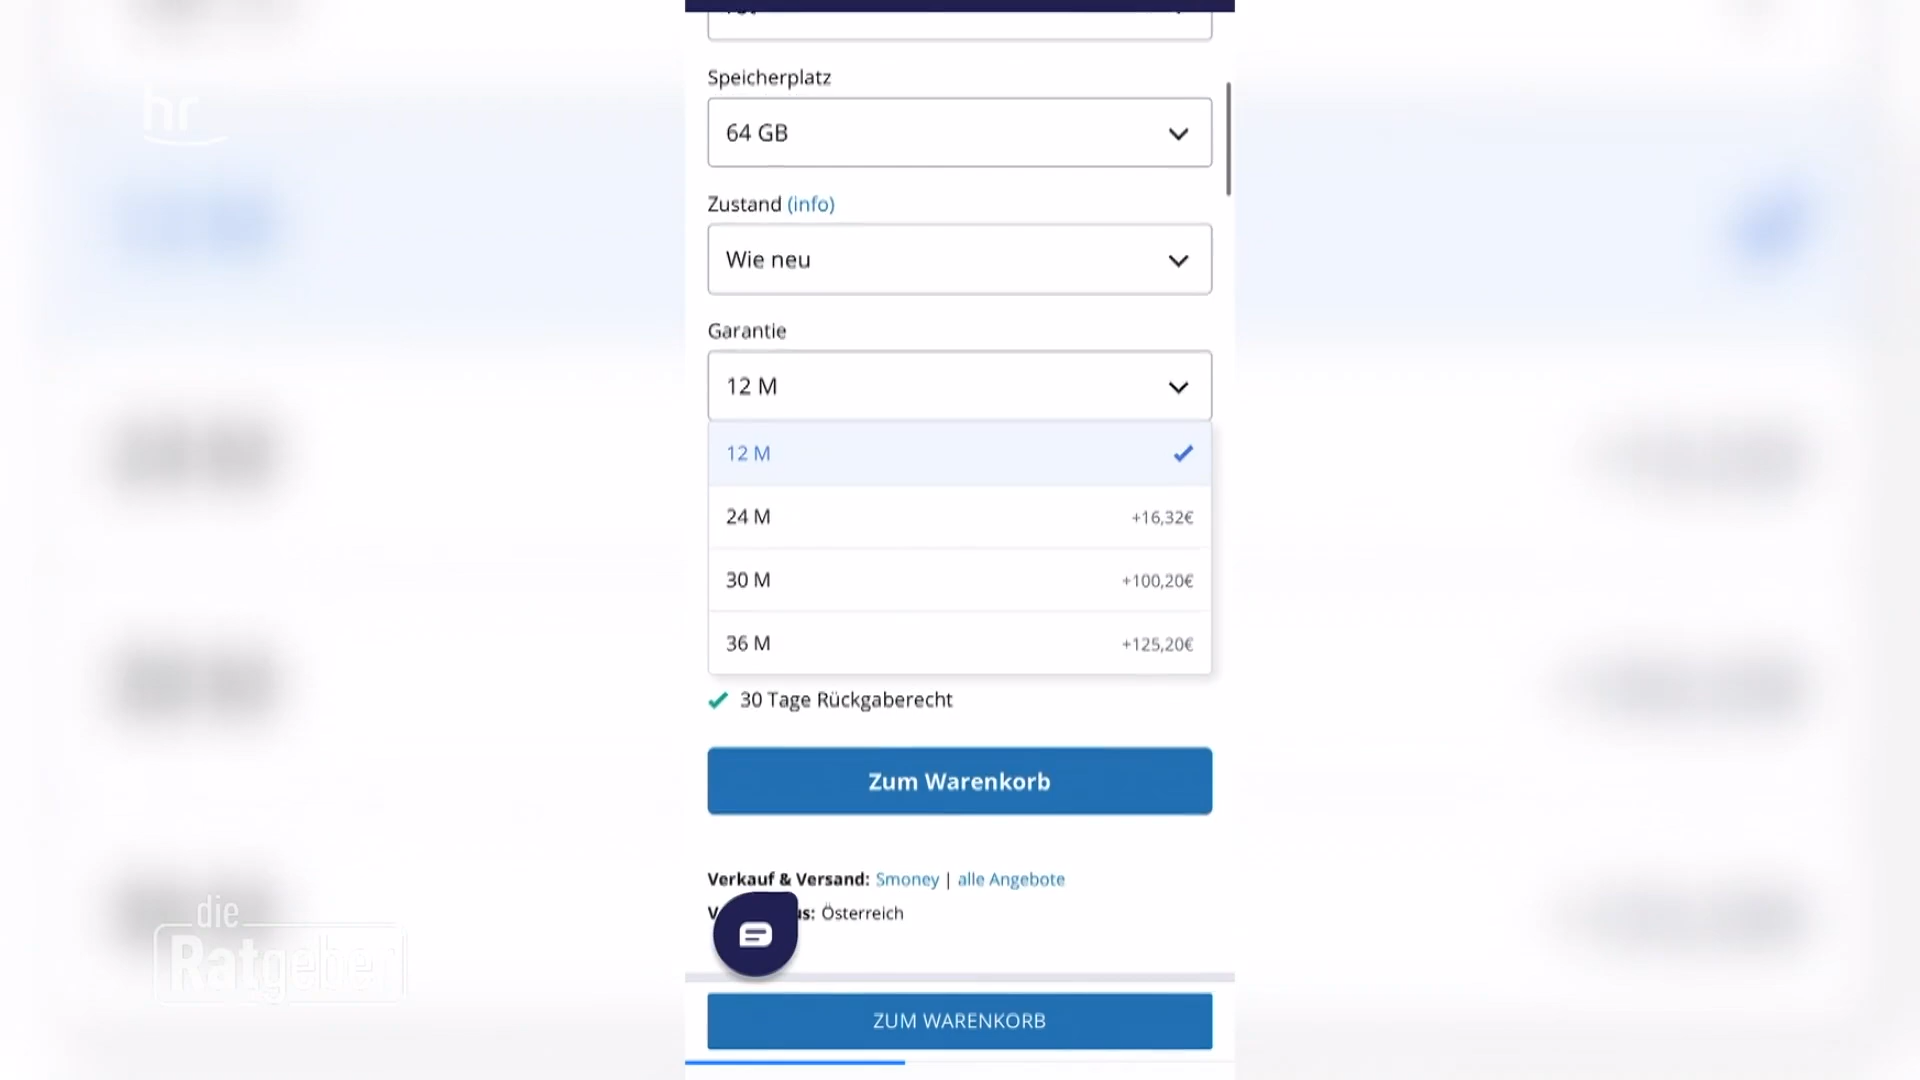 hr
Speicherplatz
64 GB
Zustand (info)
Wie neu
Garantie
12 M
12 M
24 M +16,32€
30 M +100,20€
36 M +125,20€
30 Tage Rückgaberecht
Zum Warenkorb
Verkauf & Versand: Smoney | alle Angebote
Österreich
die
Ratgeber
ZUM WARENKORB